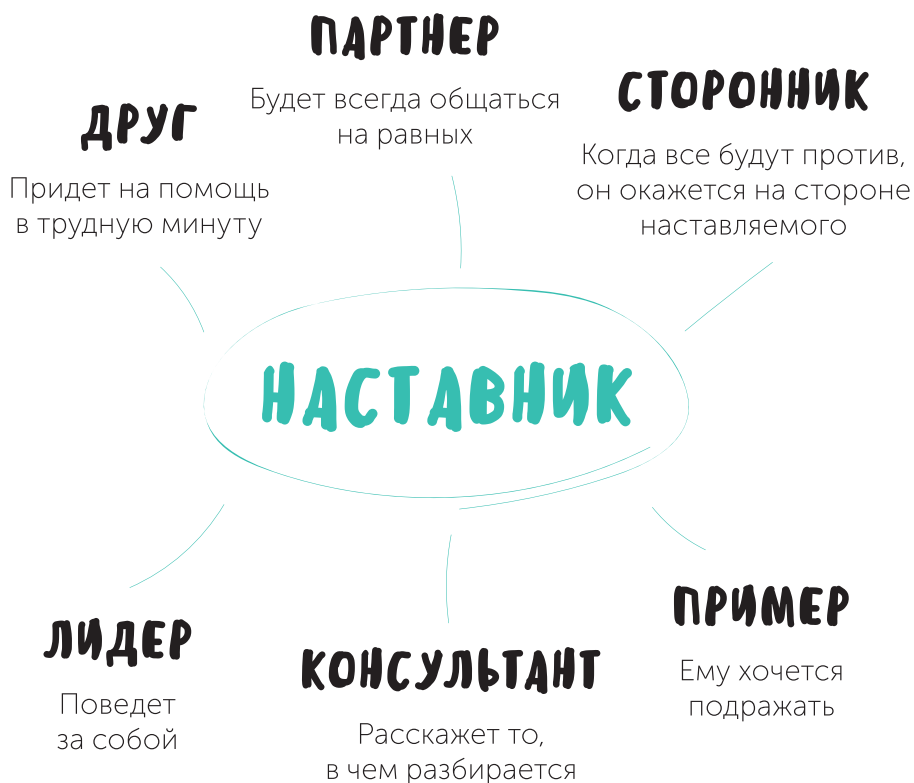 ПАРТНЕР
Будет всегда общаться
на равных
ДРУГ
Придет на помощь
в трудную минуту
СТОРОННИК
Когда все будут против,
он окажется на стороне
наставляемого
НАСТАВНИК
ЛИДЕР
Поведет
за собой
КОНСУЛЬТАНТ
Расскажет то,
в чем разбирается
ПРИМЕР
Ему хочется
подражать